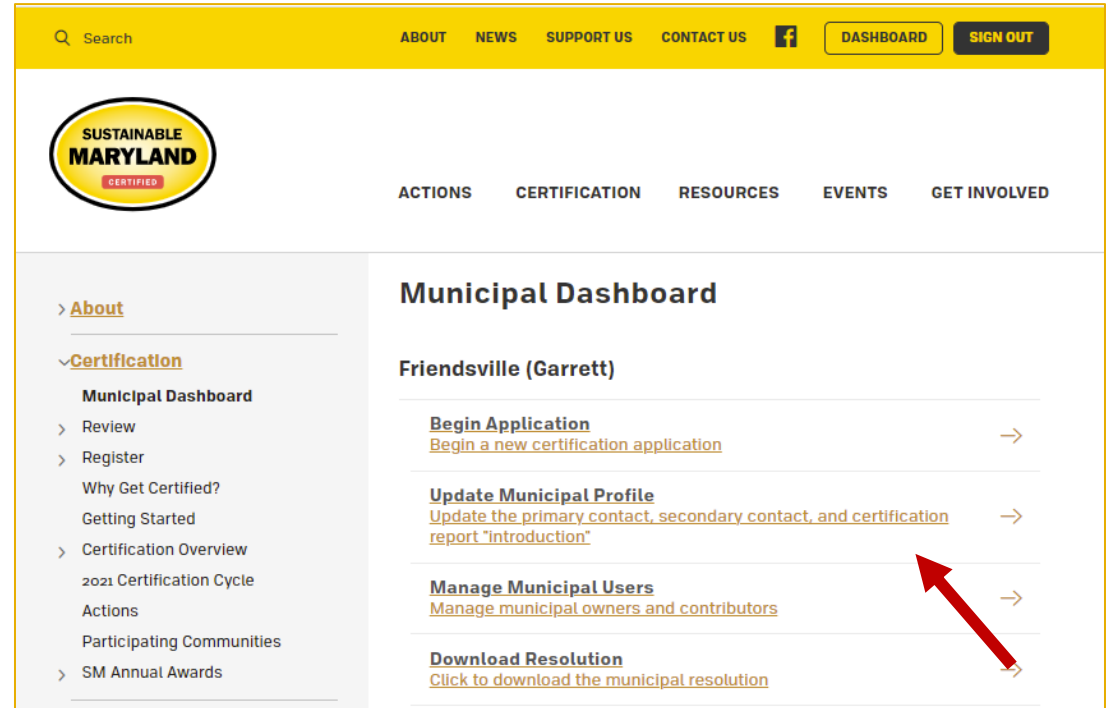 Search
ABOUT NEWS SUPPORT US CONTACT US f DASHBOARD SIGN OUT
SUSTAINABLE
MARYLAND
CERTIFIED
ACTIONS CERTIFICATION RESOURCES EVENTS GET INVOLVED
About
Certification
Municipal Dashboard
Review
Register
Why Get Certified?
Getting Started
Certification Overview
2021 Certification Cycle
Actions
Participating Communities
SM Annual Awards
Municipal Dashboard
Friendsville (Garrett)
Begin Application
Begin a new certification application
Update Municipal Profile
Update the primary contact, secondary contact, and certification
report "introduction"
Manage Municipal Users
Manage municipal owners and contributors
Download Resolution
Click to download the municipal resolution